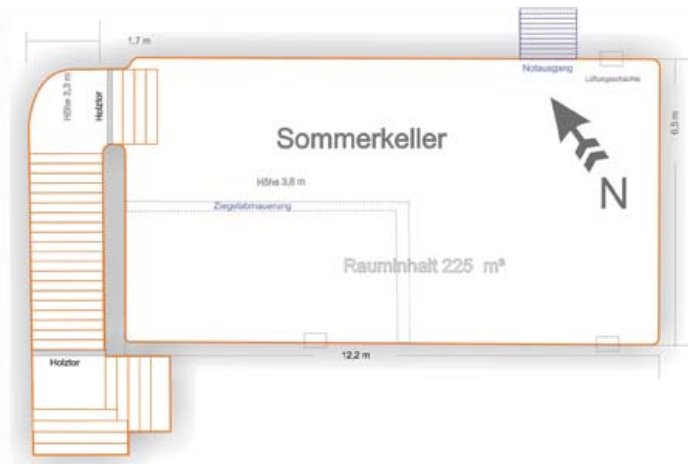 1,7 m
Notausgang
Lüftungsschächte
Höhe 3,3 m
Holztor
6,5 m
Sommerkeller
N
Höhe 3,8 m
Ziegelabmauerung
Rauminhalt 225 m³
12,2 m
Holztor